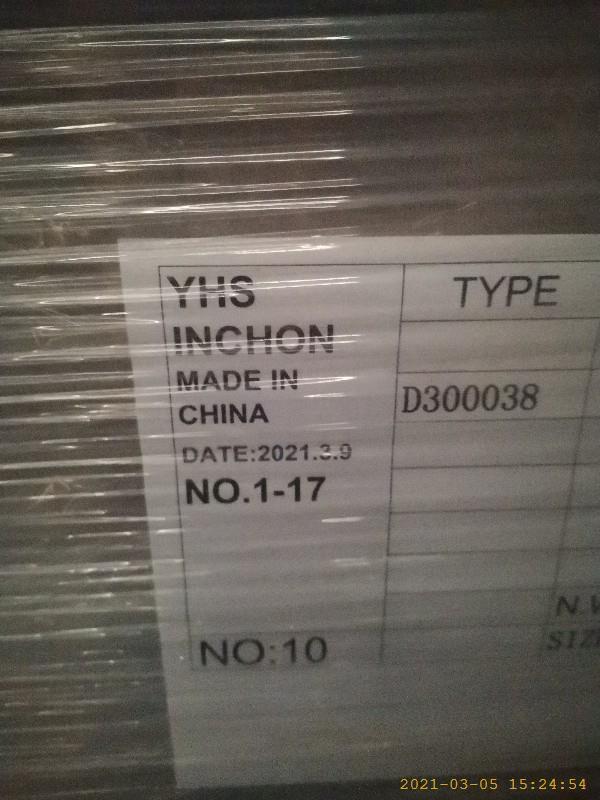 YHS
INCHON
MADE IN
CHINA
DATE:2021.3.9
NO.1-17
NO:10
TYPE
D300038
N.W
SIZE
2021-03-05 15:24:54